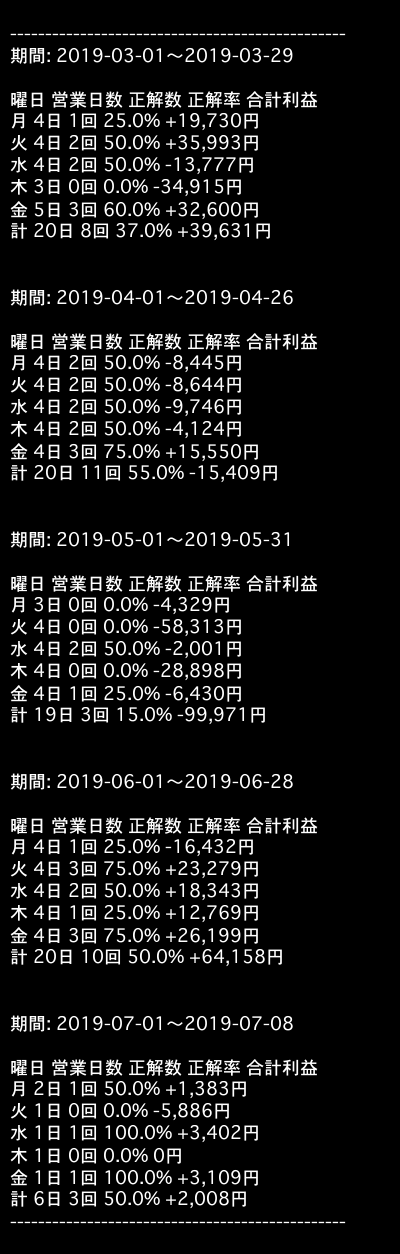 ------------------------------------------------
期間: 2019-03-01〜2019-03-29
曜日 営業日数 正解数 正解率 合計利益
月 4日 1回 25.0% +19,730円
火 4日 2回 50.0% +35,993円
水 4日 2回 50.0% -13,777円
木 3日 0回 0.0% -34,915円
金 5日 3回 60.0% +32,600円
計 20日 8回 37.0% +39,631円
期間: 2019-04-01〜2019-04-26
曜日 営業日数 正解数 正解率 合計利益
月 4日 2回 50.0% -8,445円
火 4日 2回 50.0% -8,644円
水 4日 2回 50.0% -9,746円
木 4日 2回 50.0% -4,124円
金 4日 3回 75.0% +15,550円
計 20日 11回 55.0% -15,409円
期間: 2019-05-01〜2019-05-31
曜日 営業日数 正解数 正解率 合計利益
月 3日 0回 0.0% -4,329円
火 4日 0回 0.0% -58,313円
水 4日 2回 50.0% -2,001円
木 4日 0回 0.0% -28,898円
金 4日 1回 25.0% -6,430円
計 19日 3回 15.0% -99,971円
期間: 2019-06-01〜2019-06-28
曜日 営業日数 正解数 正解率 合計利益
月 4日 1回 25.0% -16,432円
火 4日 3回 75.0% +23,279円
水 4日 2回 50.0% +18,343円
木 4日 1回 25.0% +12,769円
金 4日 3回 75.0% +26,199円
計 20日 10回 50.0% +64,158円
期間: 2019-07-01〜2019-07-08
曜日 営業日数 正解数 正解率 合計利益
月 2日 1回 50.0% +1,383円
火 1日 0回 0.0% -5,886円
水 1日 1回 100.0% +3,402円
木 1日 0回 0.0% 0円
金 1日 1回 100.0% +3,109円
計 6日 3回 50.0% +2,008円
------------------------------------------------